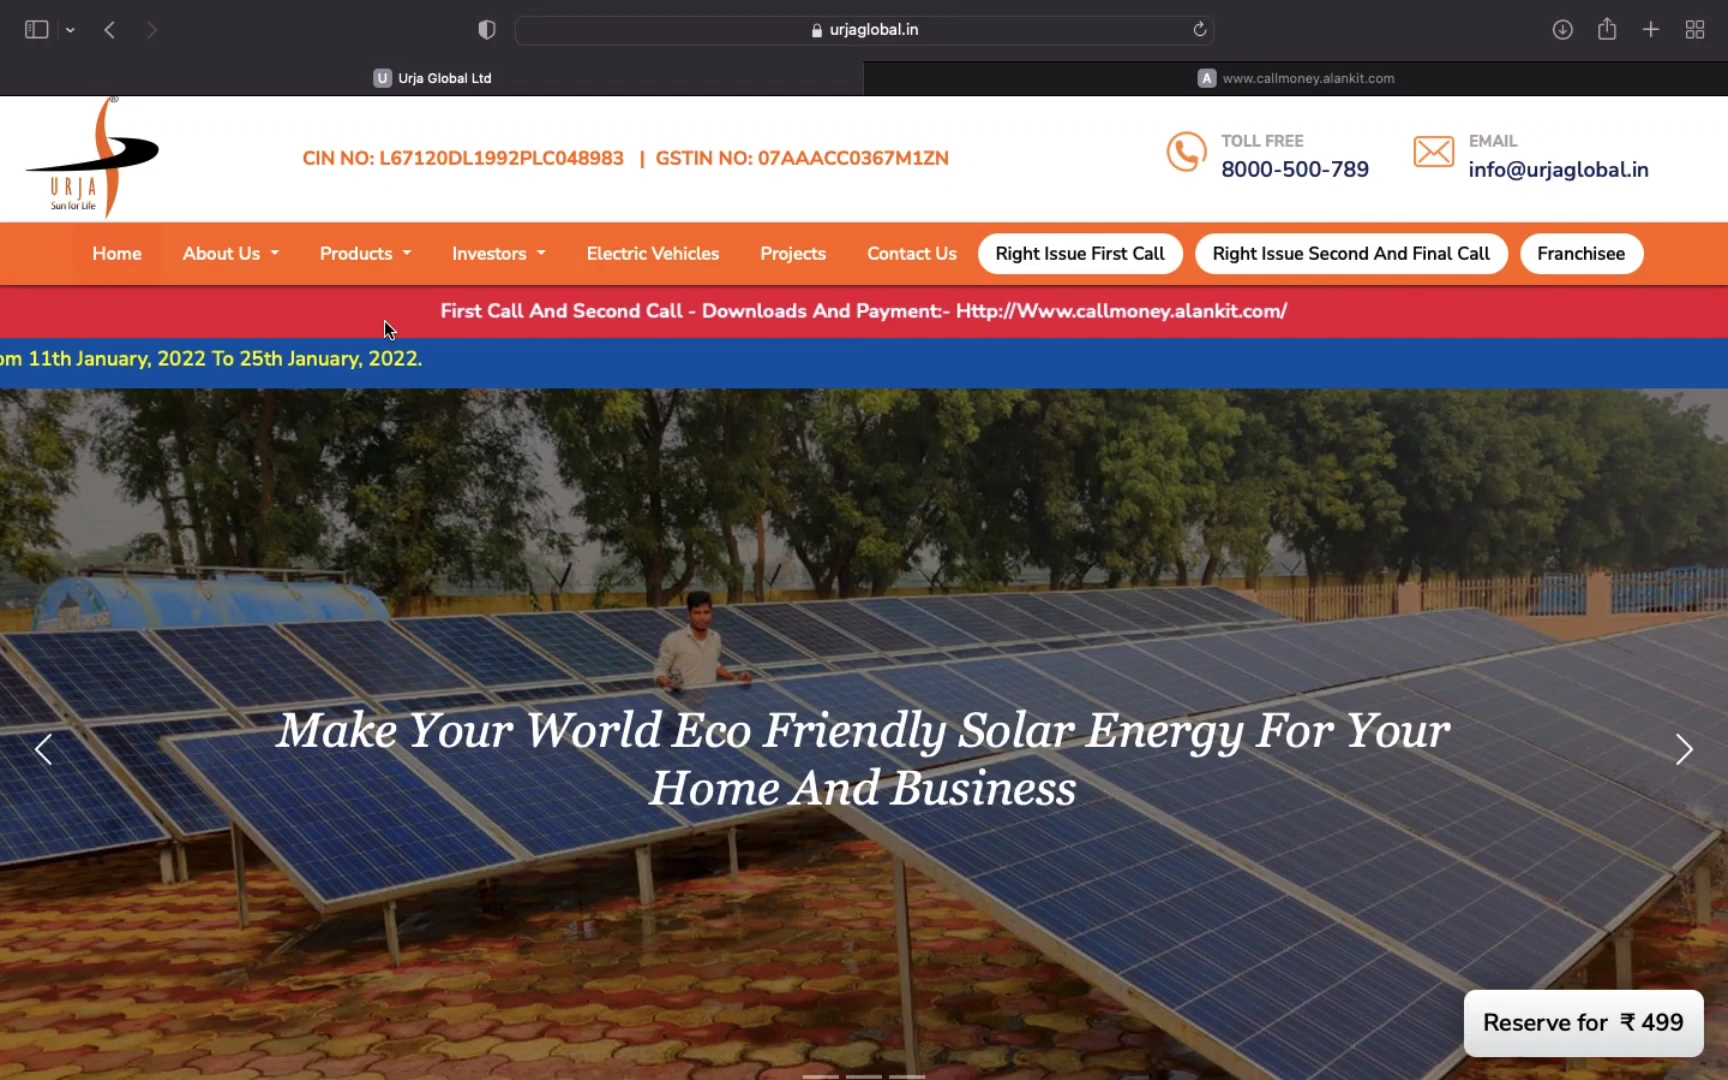 urjaglobal.in
U Urja Global Ltd
A www.callmoney.alankit.com
URJA
Sun for Life
®
CIN NO: L67120DL1992PLC048983 | GSTIN NO: 07AAACC0367M1ZN
TOLL FREE
8000-500-789
EMAIL
info@urjaglobal.in
Home About Us Products Investors Electric Vehicles Projects Contact Us Right Issue First Call Right Issue Second And Final Call Franchisee
First Call And Second Call - Downloads And Payment:- Http://Www.callmoney.alankit.com/
om 11th January, 2022 To 25th January, 2022.
Make Your World Eco Friendly Solar Energy For Your
Home And Business
Reserve for ₹ 499